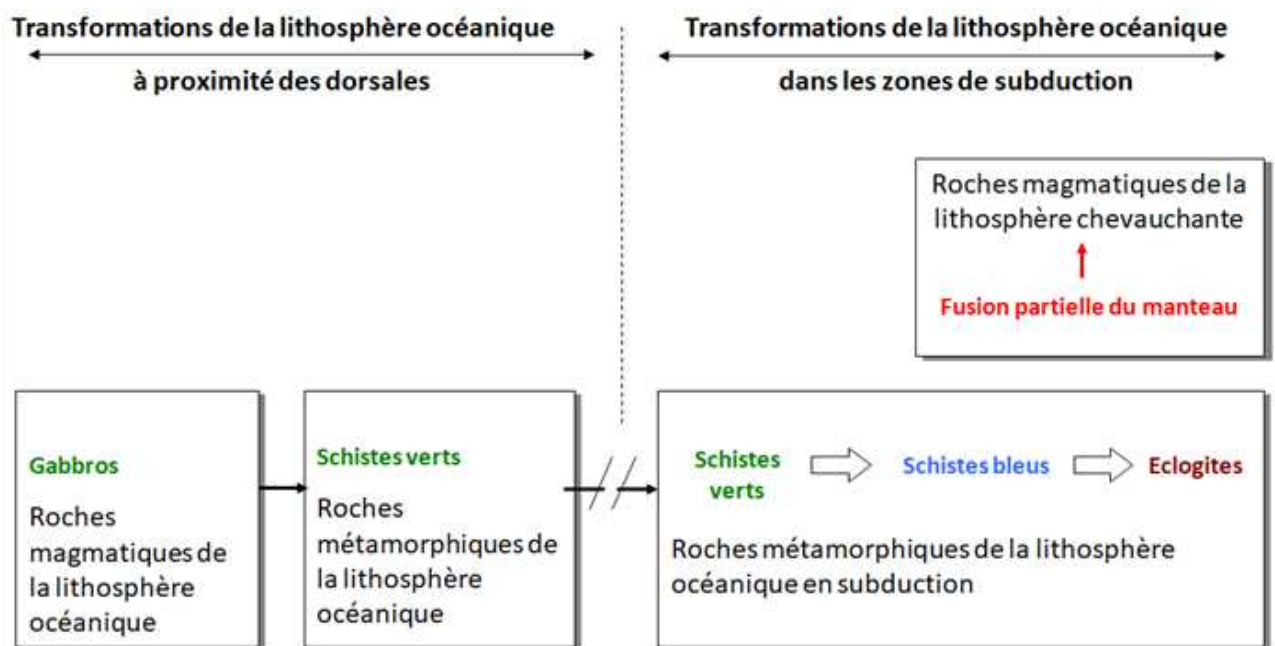 Transformations de la lithosphère océanique
à proximité des dorsales
Transformations de la lithosphère océanique
dans les zones de subduction
Roches magmatiques de la
lithosphère chevauchante
Fusion partielle du manteau
Gabbros
Roches
magmatiques de
la lithosphère
océanique
Schistes verts
Roches
métamorphiques de
la lithosphère
océanique
Schistes
verts
Schistes bleus
Eclogites
Roches métamorphiques de la lithosphère
océanique en subduction